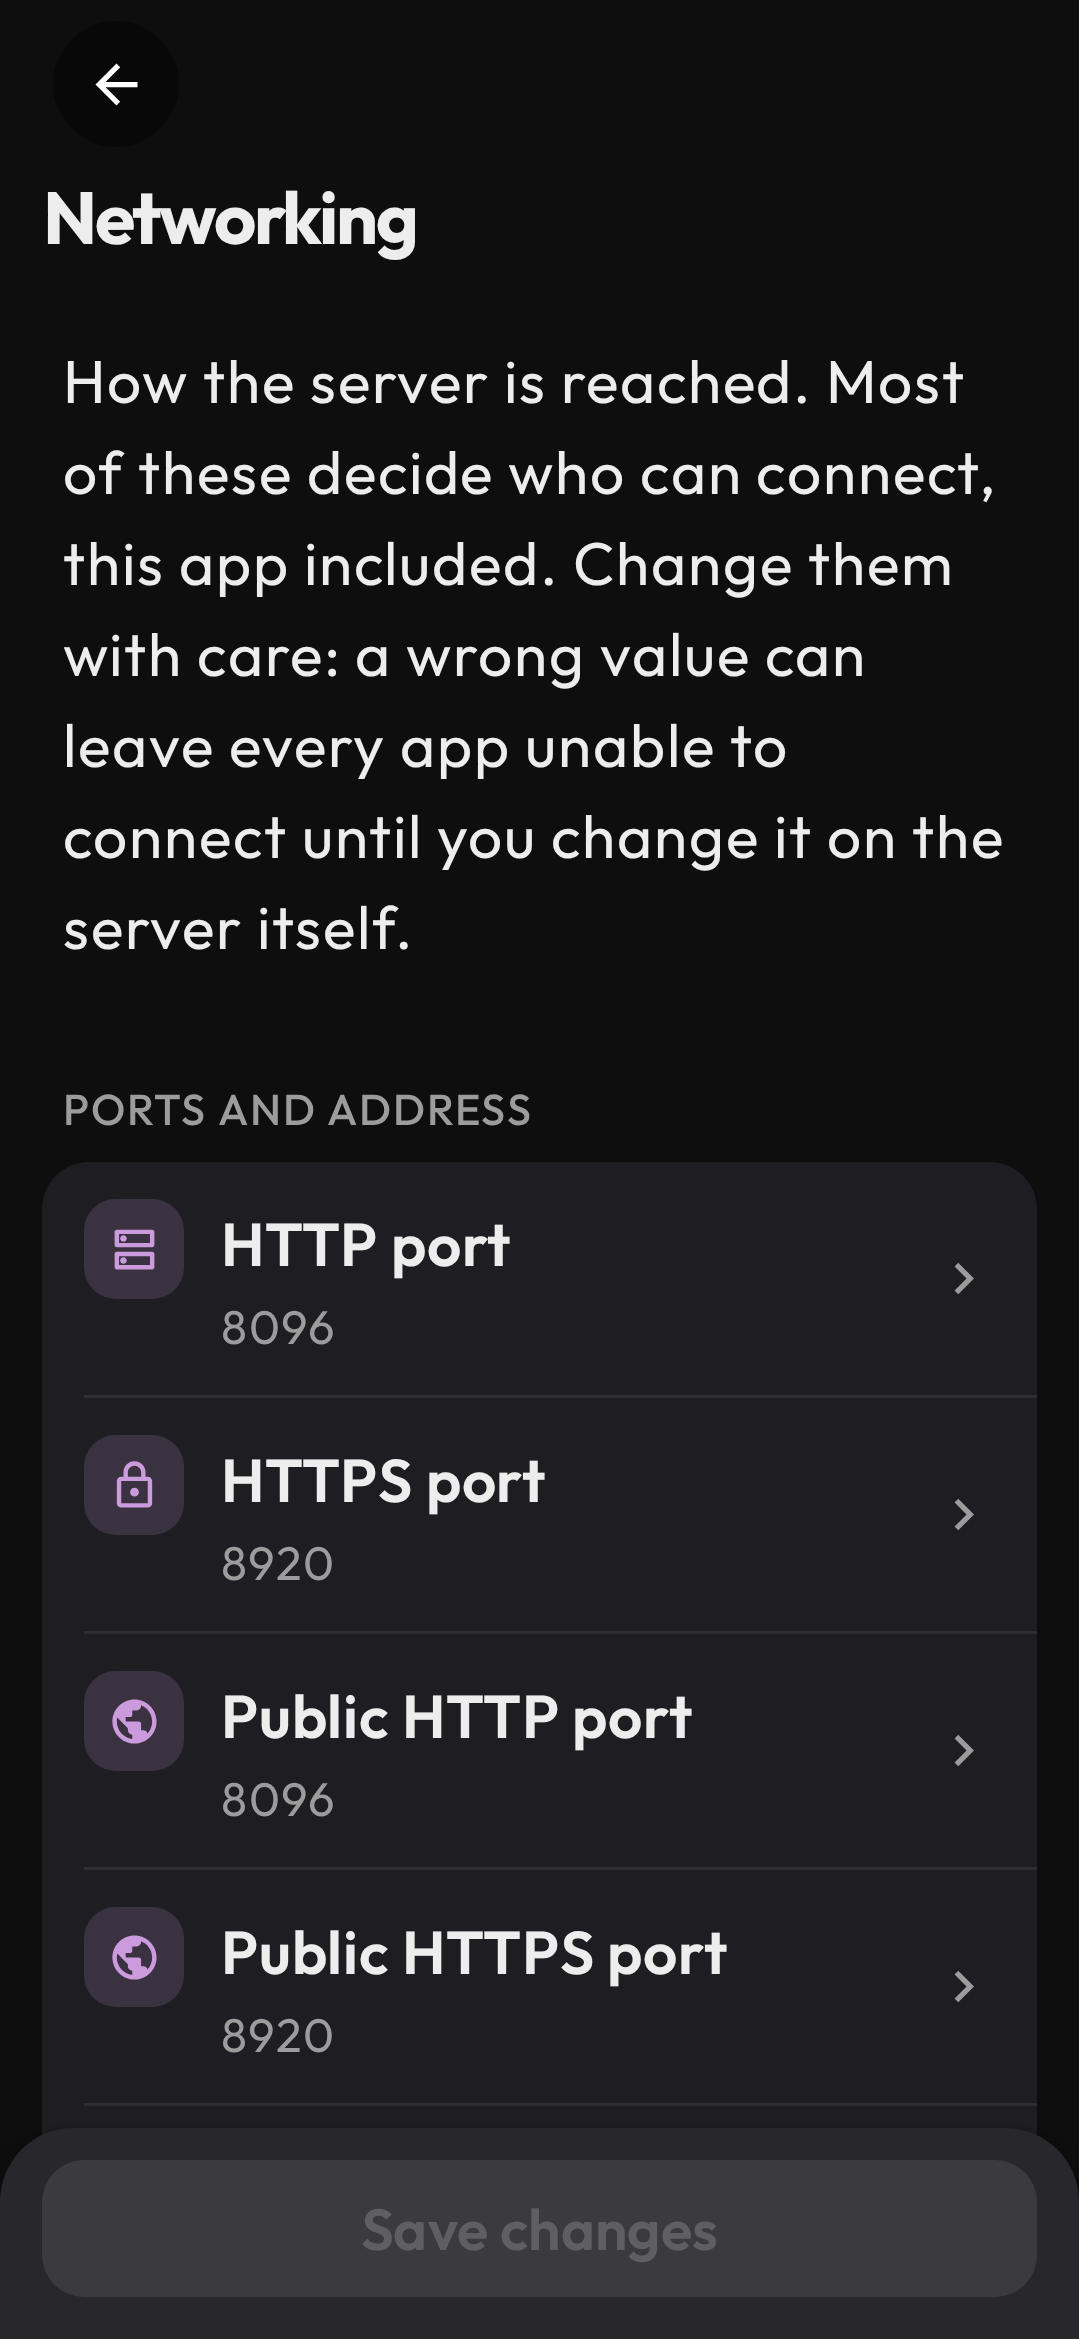 Networking
How the server is reached. Most
of these decide who can connect,
this app included. Change them
with care: a wrong value can
leave every app unable to
connect until you change it on the
server itself.
PORTS AND ADDRESS
HTTP port
8096
HTTPS port
8920
Public HTTP port
8096
Public HTTPS port
8920
Save changes